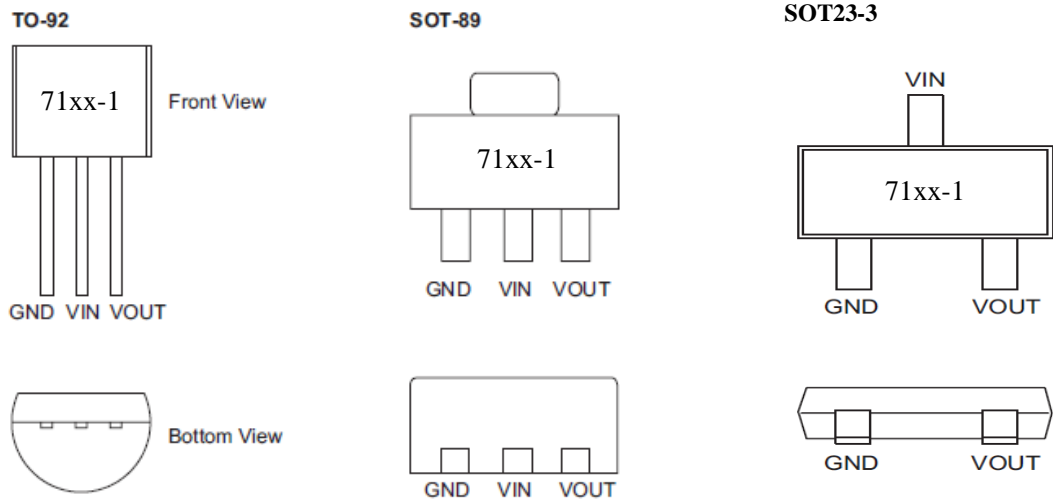 TO-92
SOT-89
SOT23-3
71xx-1
Front View
GND VIN VOUT
71xx-1
GND VIN VOUT
VIN
71xx-1
GND VOUT
Bottom View
GND VIN VOUT
GND VOUT